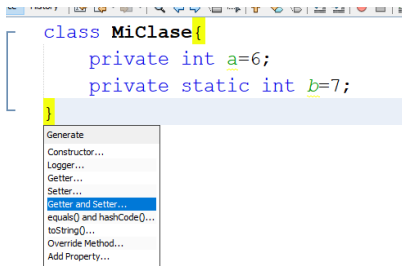 History
class MiClase{
private int a=6;
private static int b=7;
}
Generate
Constructor...
Logger...
Getter...
Setter...
Getter and Setter...
equals() and hashCode()...
toString()...
Override Method...
Add Property...